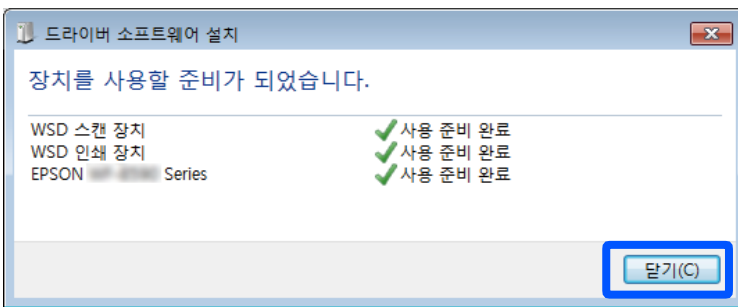 드라이버 소프트웨어 설치
장치를 사용할 준비가 되었습니다.
WSD 스캔 장치 사용 준비 완료
WSD 인쇄 장치 사용 준비 완료
EPSON Series 사용 준비 완료
닫기(C)